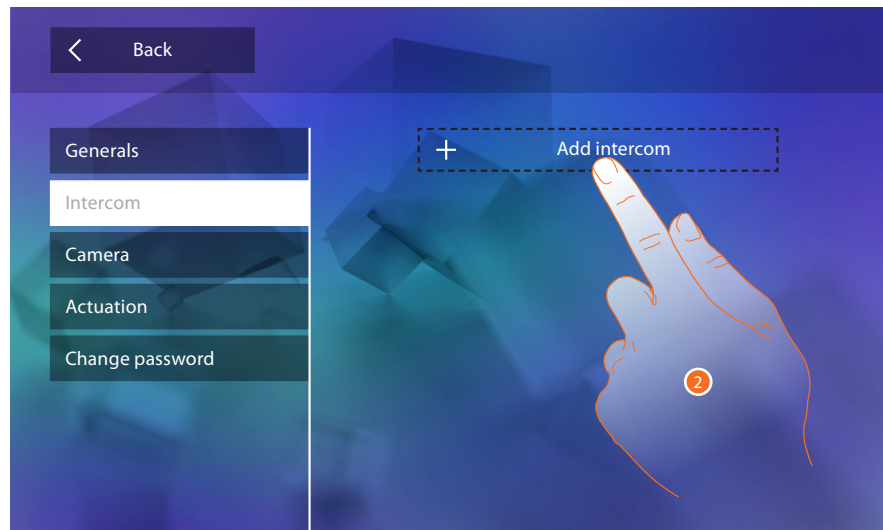 Back
Generals
+ Add intercom
Intercom
Camera
Actuation
Change password
2